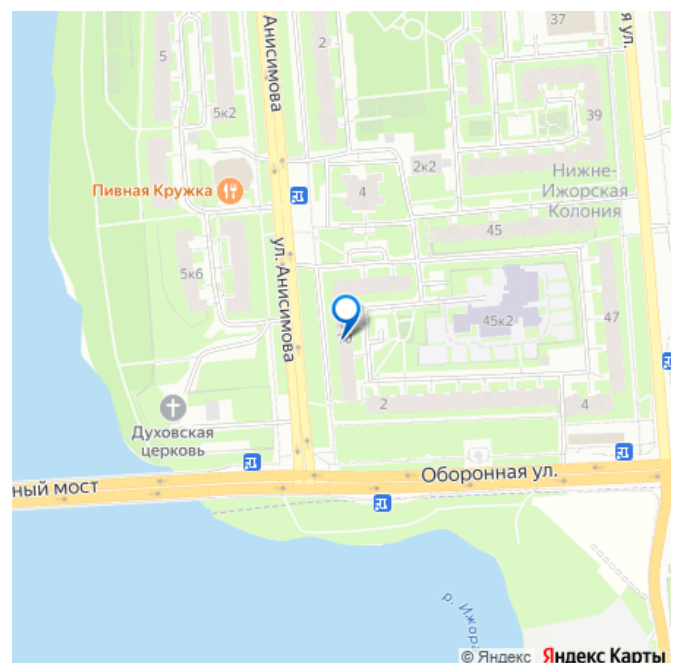 37
я ул.
Анисимова
2
5
5к2
39
2к2
Нижне-
Ижорская
Колония
Пивная Кружка
4
45
ул. Анисимова
5к6
45к2
47
2
4
Духовская
церковь
Оборонная ул.
ный мост
р. Ижора
© Яндекс Яндекс Карты